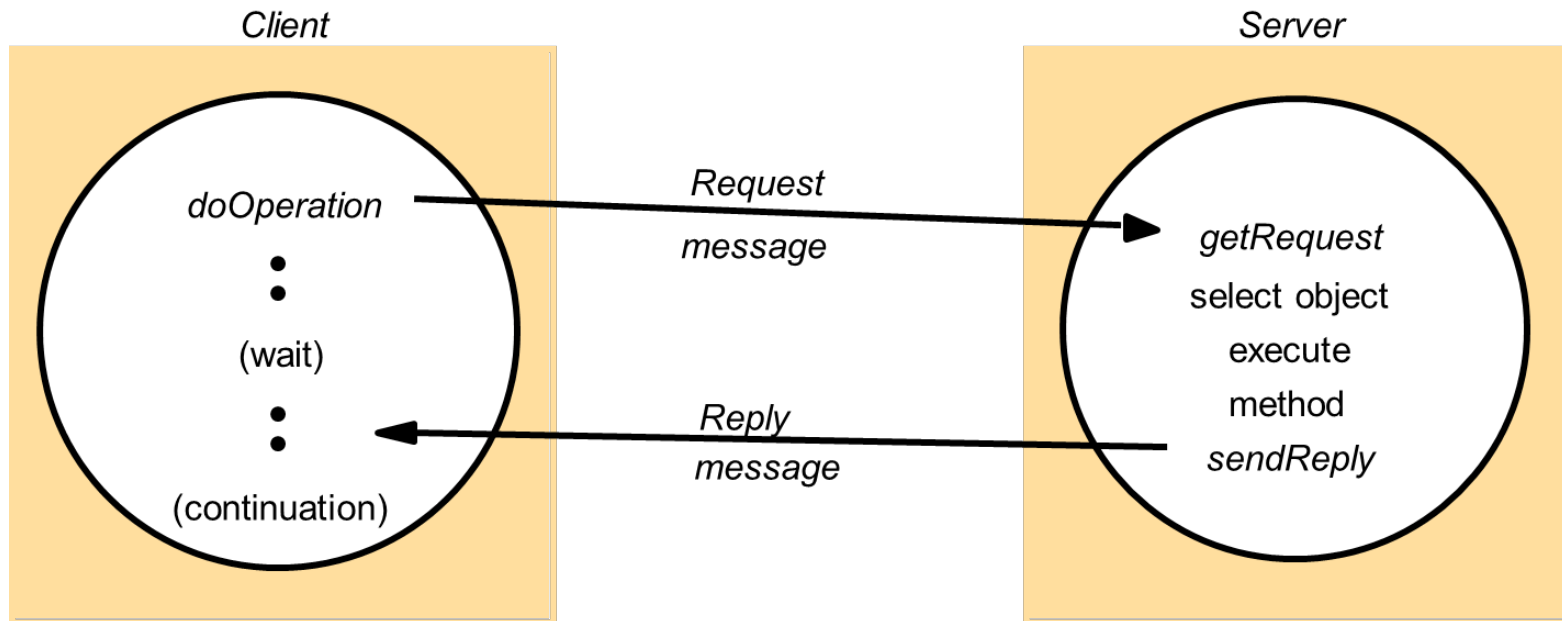 Client
Server
doOperation
(wait)
(continuation)
Request
message
Reply
message
getRequest
select object
execute
method
sendReply